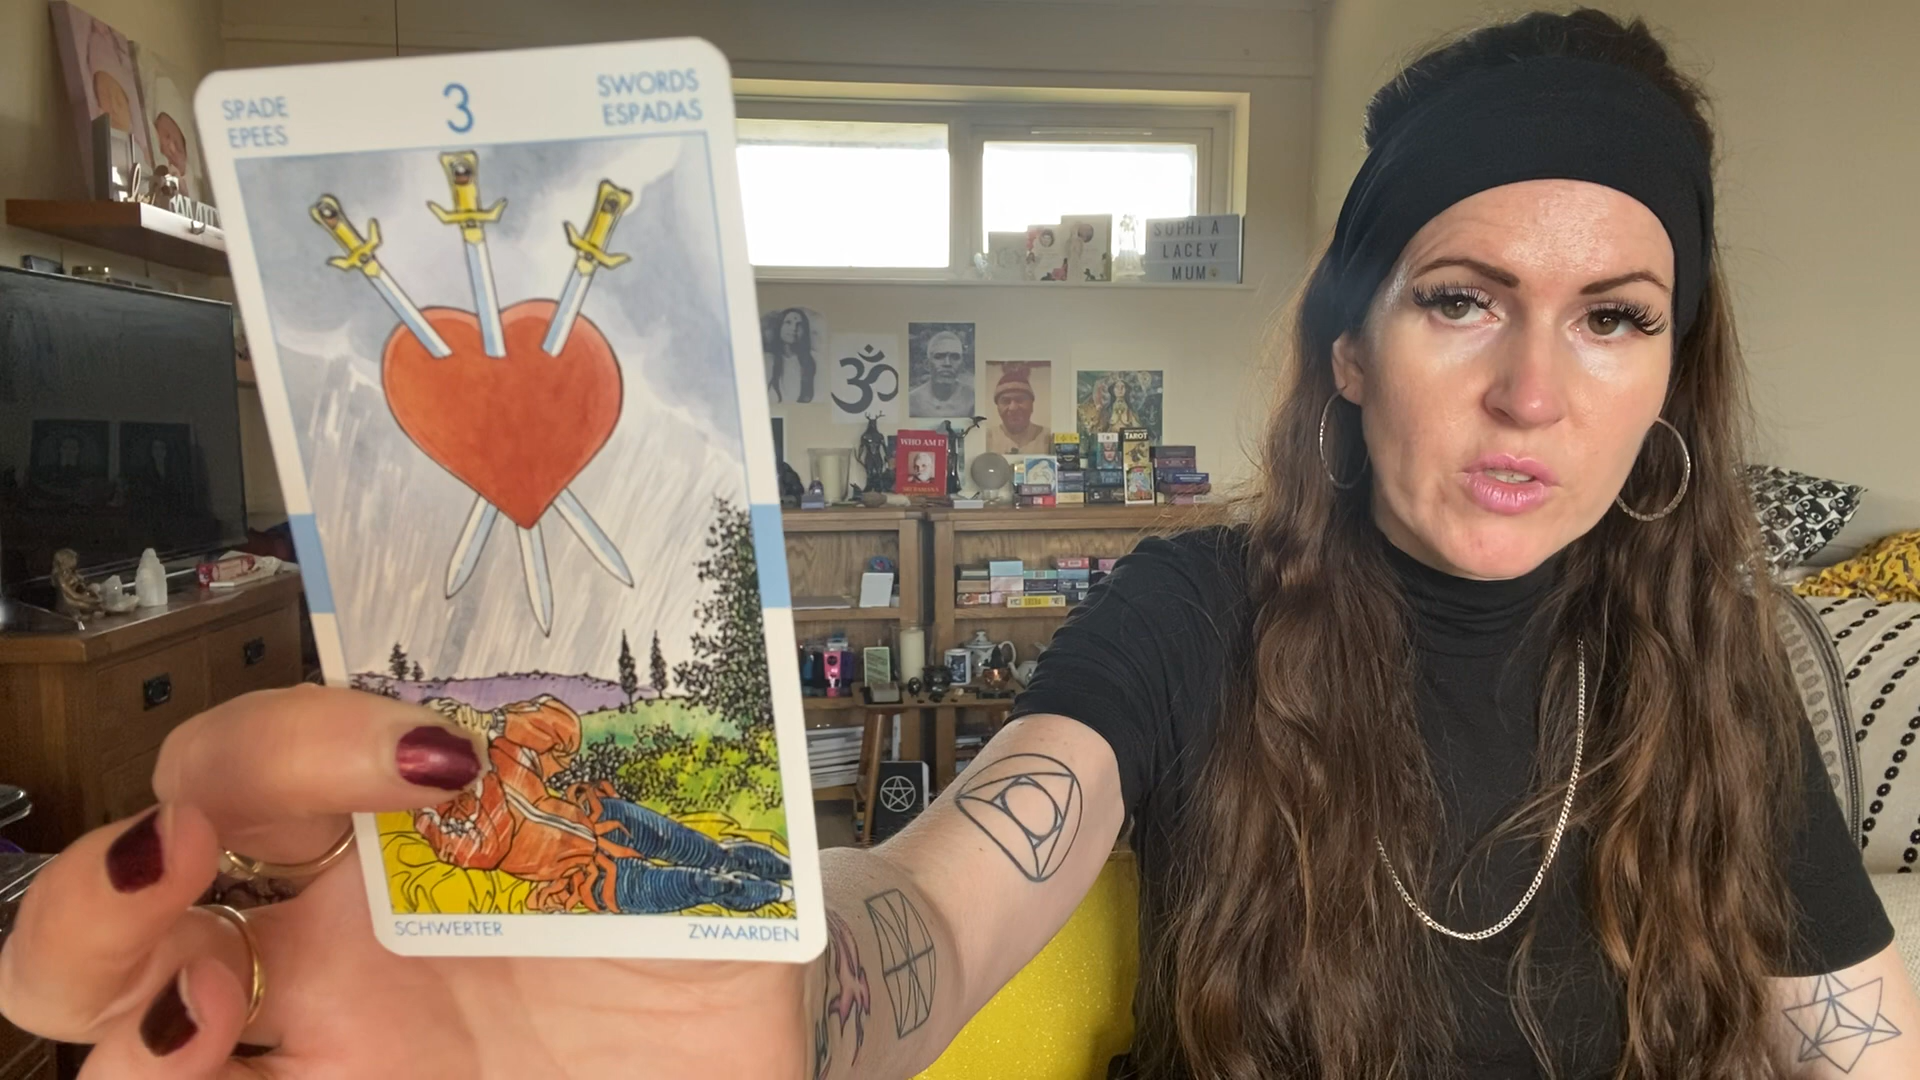 SPADE
EPEES
3
SWORDS
ESPADAS
SCHWERTER
ZWAARDEN
SOPHIA
LACEY
MUM
ॐ
WHO AM I?
TAROT